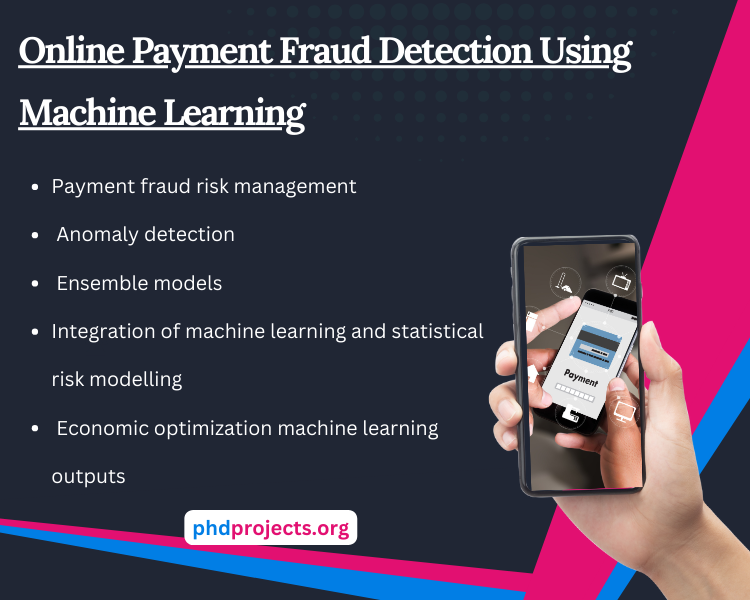 Online Payment Fraud Detection Using
Machine Learning
• Payment fraud risk management
• Anomaly detection
• Ensemble models
• Integration of machine learning and statistical
risk modelling
• Economic optimization machine learning
outputs
Payment
phdprojects.org